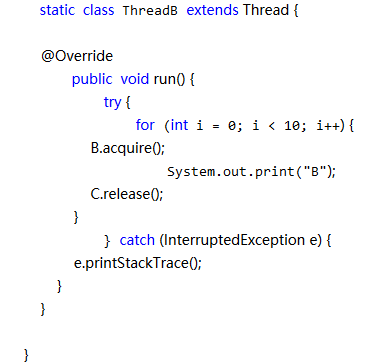 static class ThreadB extends Thread {
@Override
public void run() {
try {
for (int i = 0; i < 10; i++) {
B.acquire();
System.out.print("B");
C.release();
}
} catch (InterruptedException e) {
e.printStackTrace();
}
}
}